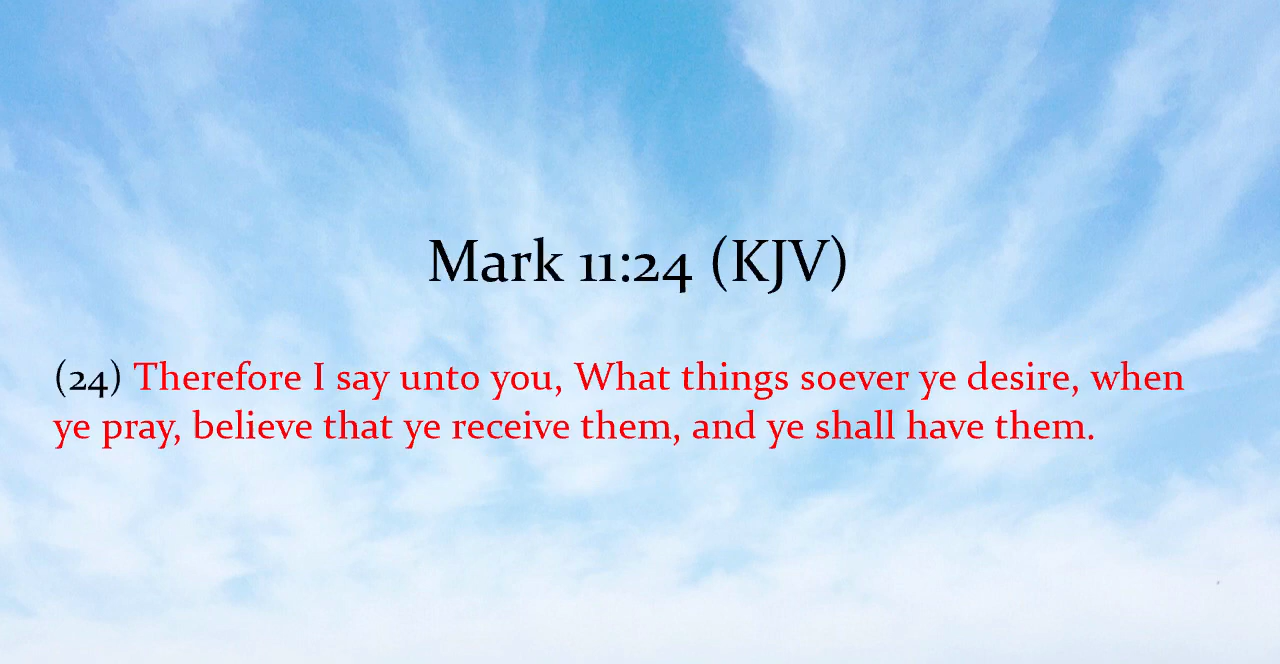 Mark 11:24 (KJV)
(24) Therefore I say unto you, What things soever ye desire, when
ye pray, believe that ye receive them, and ye shall have them.